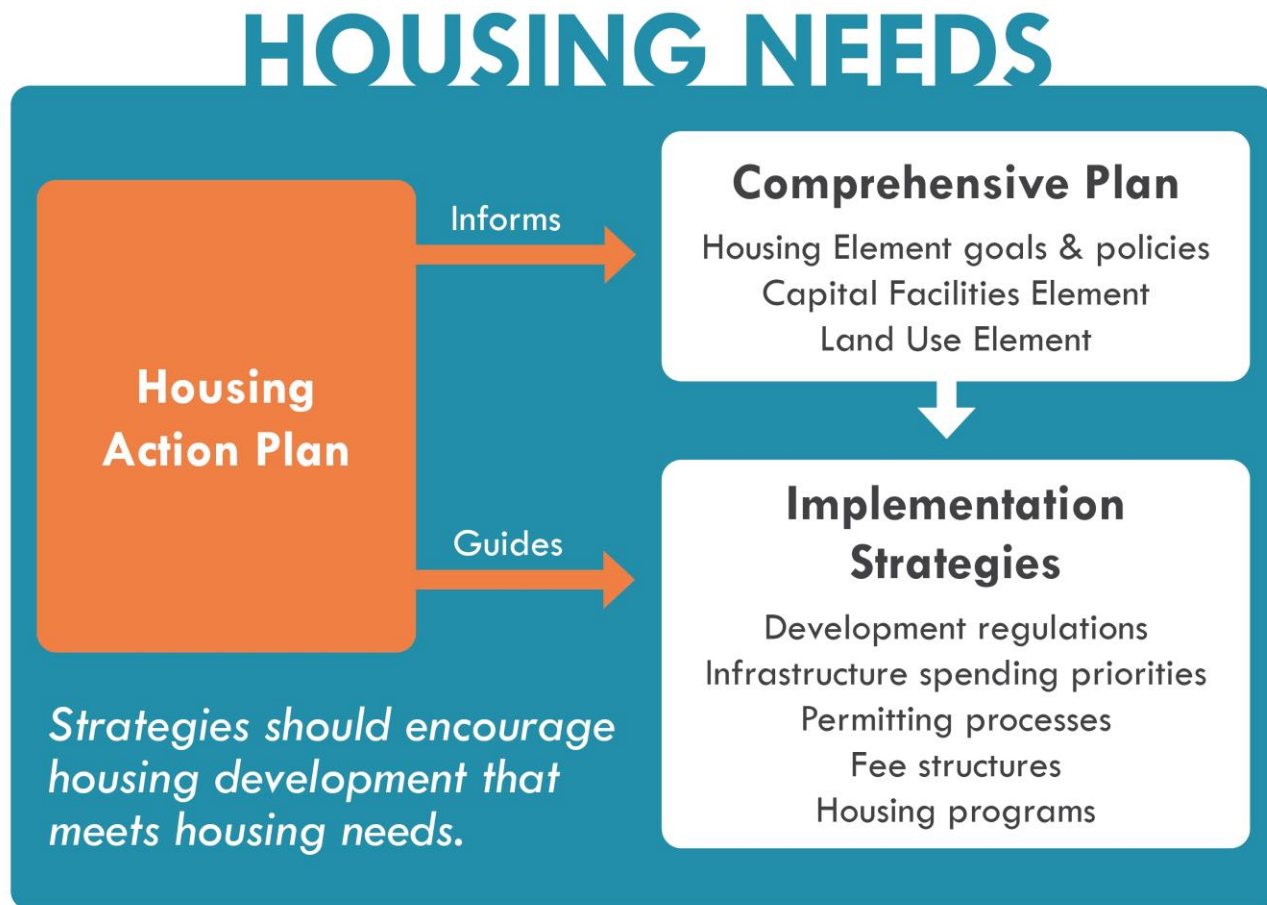 HOUSING NEEDS
Housing
Action Plan
Informs
Comprehensive Plan
Housing Element goals & policies
Capital Facilities Element
Land Use Element
Guides
Implementation
Strategies
Development regulations
Infrastructure spending priorities
Permitting processes
Fee structures
Housing programs
Strategies should encourage
housing development that
meets housing needs.